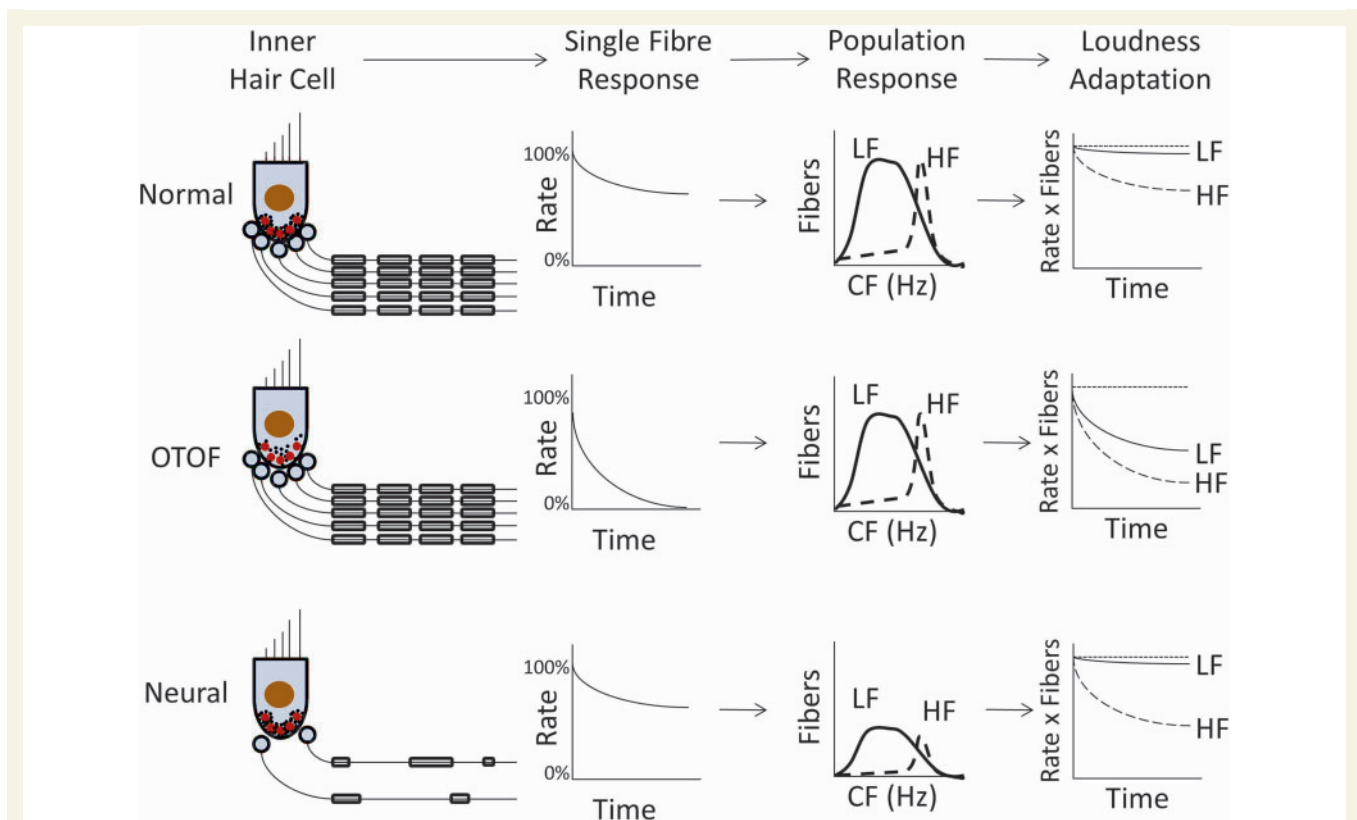 Inner
Hair Cell
Single Fibre
Response
Population
Response
Loudness
Adaptation
Normal
100%
Rate
0%
Time
LF
HF
Fibers
CF (Hz)
Rate x Fibers
LF
HF
Time
OTOF
100%
Rate
0%
Time
LF
HF
Fibers
CF (Hz)
Rate x Fibers
LF
HF
Time
Neural
100%
Rate
0%
Time
LF
HF
Fibers
CF (Hz)
Rate x Fibers
LF
HF
Time